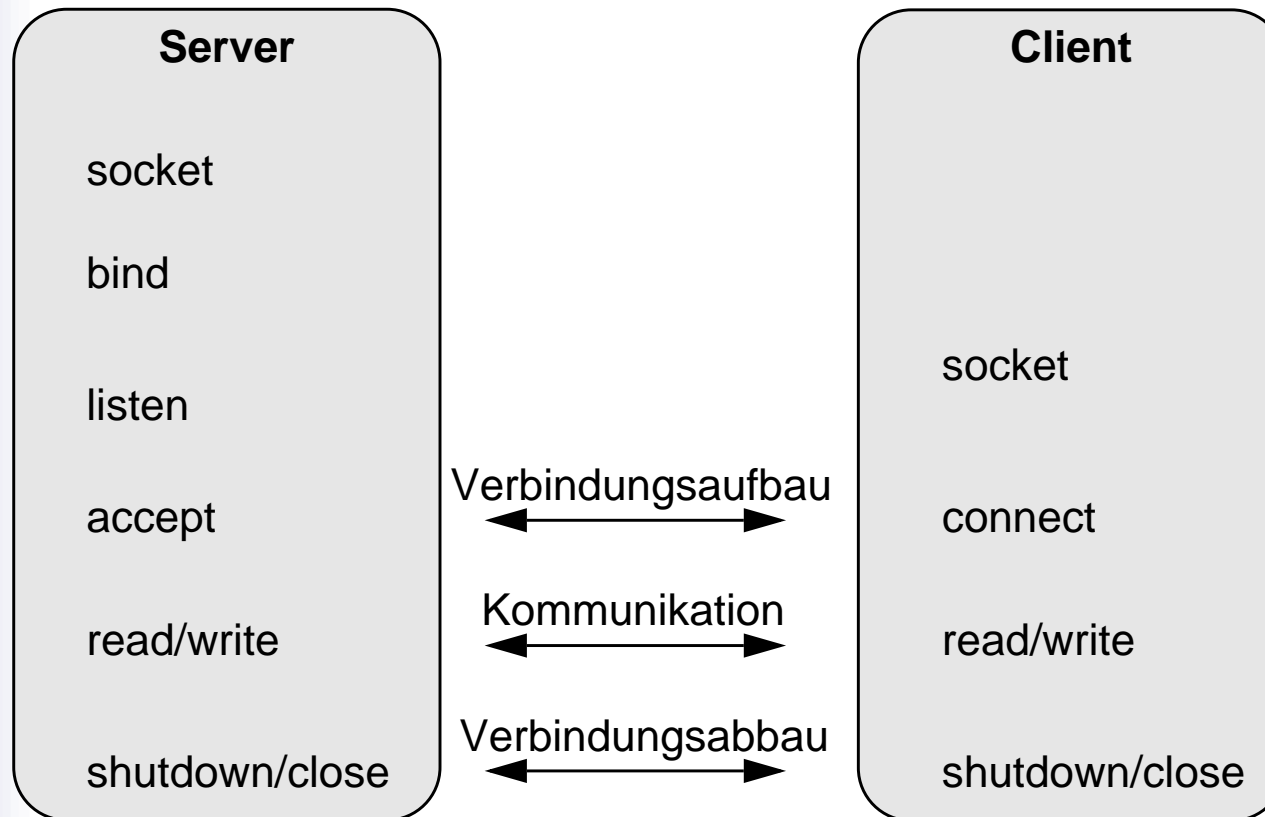 Server
Client
socket
bind
socket
listen
Verbindungsaufbau
accept
connect
Kommunikation
read/write
read/write
Verbindungsabbau
shutdown/close
shutdown/close